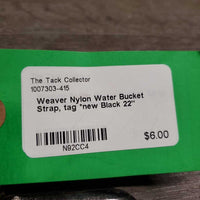 The Tack Collector
1007303-415
Weaver Nylon Water Bucket
Strap, tag *new Black 22"
$6.00
N92CC4